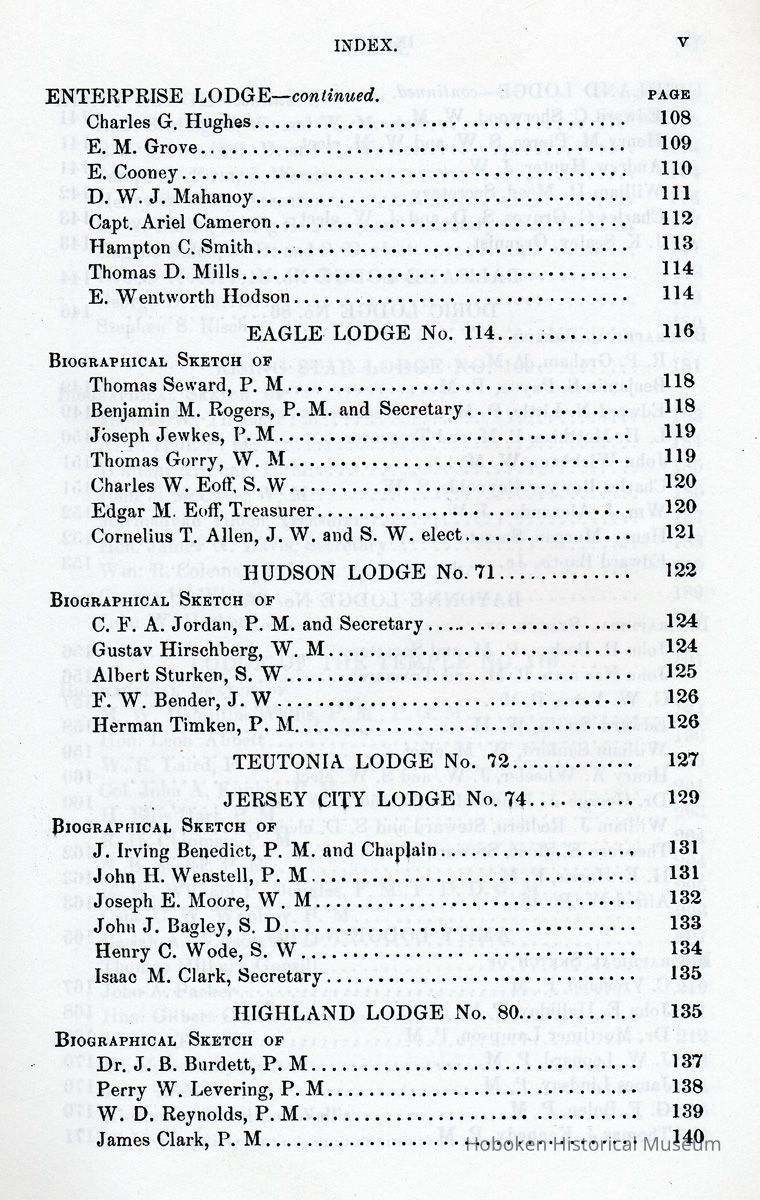 INDEX. v
ENTERPRISE LODGE—continued. PAGE
Charles G. Hughes 108
E. M. Grove 109
E. Cooney 110
D. W. J. Mahanoy 111
Capt. Ariel Cameron 112
Hampton C. Smith 113
Thomas D. Mills 114
E. Wentworth Hodson 114
EAGLE LODGE No. 114 116
BIOGRAPHICAL SKETCH OF
Thomas Seward, P. M 118
Benjamin M. Rogers, P. M. and Secretary 118
Joseph Jewkes, P. M 119
Thomas Gorry, W. M 119
Charles W. Eoff, S. W 120
Edgar M. Eoff, Treasurer 120
Cornelius T. Allen, J. W. and S. W. elect 121
HUDSON LODGE No. 71 122
BIOGRAPHICAL SKETCH OF
C. F. A. Jordan, P. M. and Secretary 124
Gustav Hirschberg, W. M 124
Albert Sturken, S. W 125
F. W. Bender, J. W 126
Herman Timken, P. M 126
TEUTONIA LODGE No. 72 127
JERSEY CITY LODGE No. 74 129
BIOGRAPHICAL SKETCH OF
J. Irving Benedict, P. M. and Chaplain 131
John H. Weastell, P. M 131
Joseph E. Moore, W. M 132
John J. Bagley, S. D 133
Henry C. Wode, S. W 134
Isaac M. Clark, Secretary 135
HIGHLAND LODGE No. 80 135
BIOGRAPHICAL SKETCH OF
Dr. J. B. Burdett, P. M 137
Perry W. Levering, P. M 138
W. D. Reynolds, P. M 139
James Clark, P. M 140
Hoboken Historical Museum